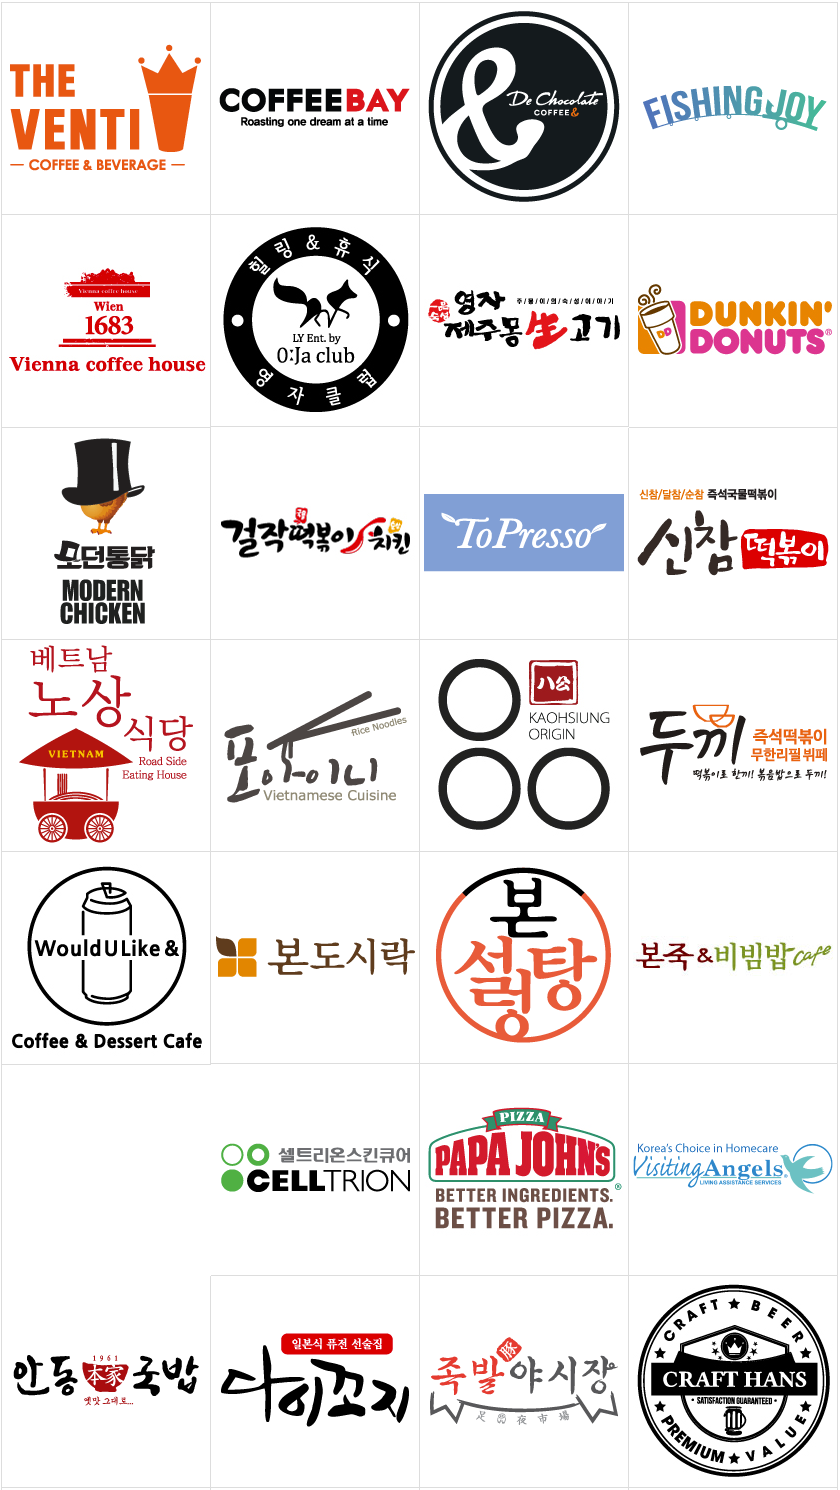 THE
VENTI
COFFEE & BEVERAGE
COFFEEBAY
Roasting one dream at a time
&
De Chocolate
COFFEE&
FISHING JOY
Vienna coffee house
Wien
1683
Vienna coffee house
힐링 & 휴식
LY Ent. by
O:Ja club
영자클럽
영자
주/물/이/의/숙/성/이/야/기
제주몽生고기
DUNKIN'
DONUTS®
DD
모던통닭
MODERN
CHICKEN
걸작떡볶이치킨
ToPresso
신참/달참/순참 즉석국물떡볶이
신참떡볶이
베트남
노상
식당
VIETNAM
Road Side
Eating House
포아이니
Rice Noodles
Vietnamese Cuisine
八公
KAOHSIUNG
ORIGIN
두끼
즉석떡볶이
무한리필 뷔페
떡볶이로 한끼! 볶음밥으로 두끼!
WouldULike &
Coffee & Dessert Cafe
본도시락
본
설렁탕
본죽&비빔밥cafe
셀트리온스킨큐어
CELLTRION
PIZZA
PAPA JOHN'S
®
BETTER INGREDIENTS.
BETTER PIZZA.
Korea's Choice in Homecare
VisitingAngels®
LIVING ASSISTANCE SERVICES
1961
안동本家국밥
옛맛 그대로...
일본식 퓨전 선술집
다이꼬지
족발豚야시장
足 夜市場
CRAFT ★ BEER
CRAFT HANS
SATISFACTION GUARANTEED
PREMIUM ★ VALUE